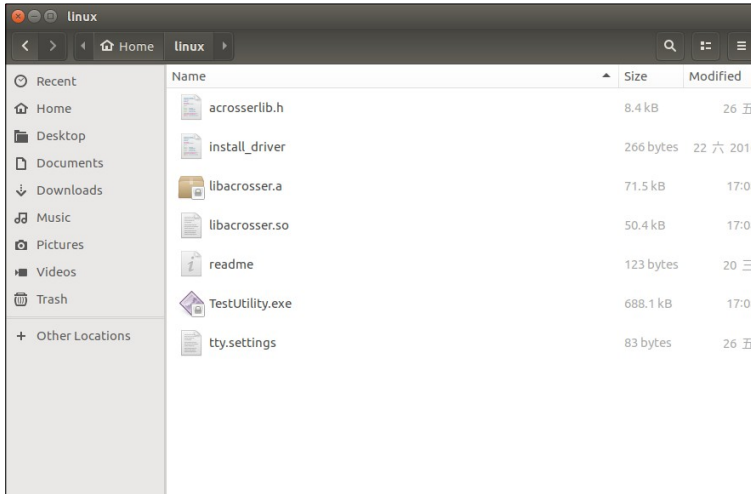 linux
Home linux
Name Size Modified
Recent
Home
Desktop
Documents
Downloads
Music
Pictures
Videos
Trash
+ Other Locations
acrosserlib.h 8.4 kB 26 五
install_driver 266 bytes 22 六 201
libacrosser.a 71.5 kB 17:0
libacrosser.so 50.4 kB 17:0
readme 123 bytes 20 三
TestUtility.exe 688.1 kB 17:0
tty.settings 83 bytes 26 五